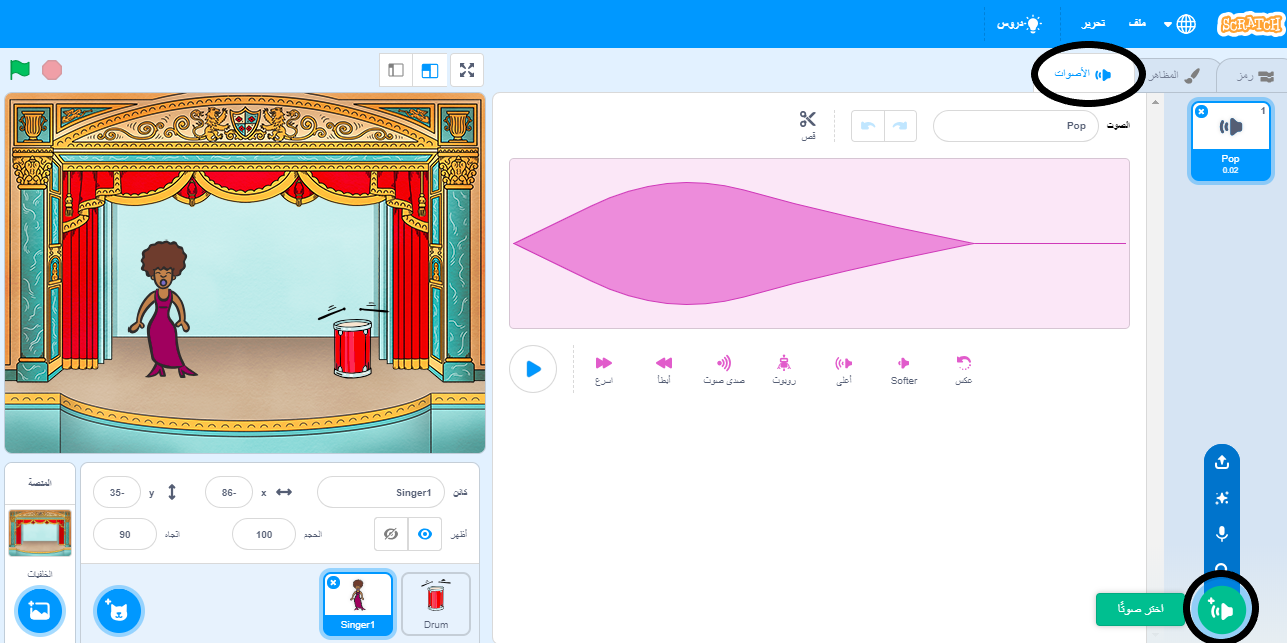 SCRATCH
ملف
تحرير
دروس
رمز
المظاهر
الأصوات
الصوت
Pop
قص
1
Pop
0.02
اسرع
أبطأ
صدى صوت
روبوت
أعلى
Softer
عكس
كائن
Singer1
x
-86
y
-35
أظهر
الحجم
100
اتجاه
90
المنصة
الخلفيات
Singer1
Drum
اختر صوتًا